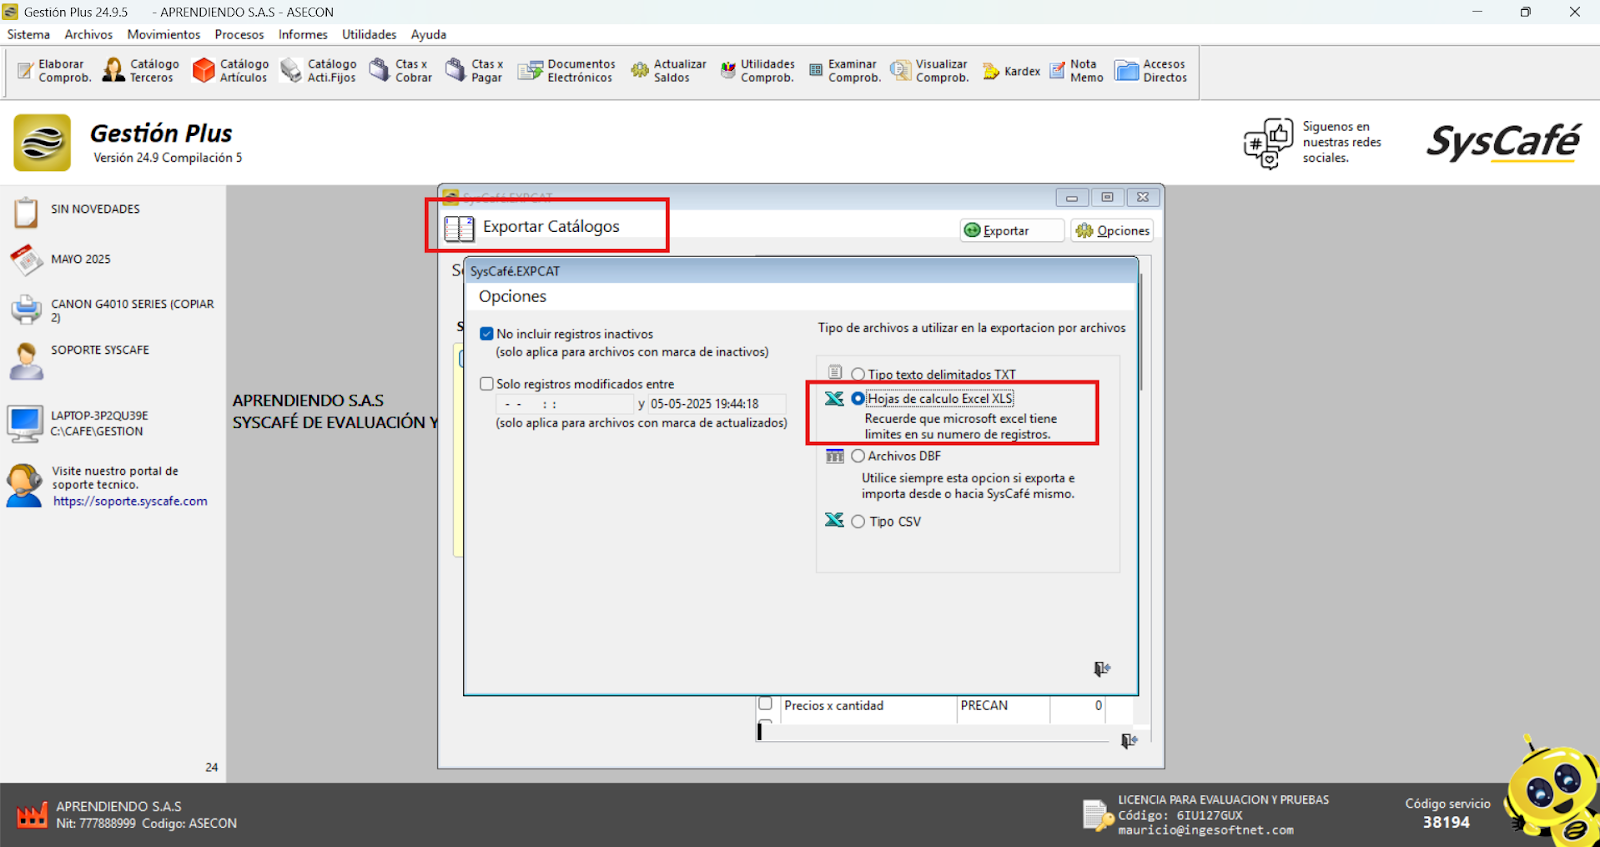 Gestión Plus 24.9.5 - APRENDIENDO S.A.S - ASECON
Sistema Archivos Movimientos Procesos Informes Utilidades Ayuda
Elaborar Comprob.
Catálogo Terceros
Catálogo Artículos
Catálogo Acti.Fijos
Ctas x Cobrar
Ctas x Pagar
Documentos Electrónicos
Actualizar Saldos
Utilidades Comprob.
Examinar Comprob.
Visualizar Comprob.
Kardex
Nota Memo
Accesos Directos
Gestión Plus
Versión 24.9 Compilación 5
Siguenos en
nuestras redes
sociales.
SysCafé
SIN NOVEDADES
MAYO 2025
CANON G4010 SERIES (COPIAR
2)
SOPORTE SYSCAFE
LAPTOP-3P2QU39E
C:\CAFE\GESTION
Visite nuestro portal de
soporte tecnico.
https://soporte.syscafe.com
24
APRENDIENDO S.A.S
SYSCAFÉ DE EVALUACIÓN Y
SysCafé.EXPCAT
Exportar Catálogos
Exportar
Opciones
SysCafé.EXPCAT
Opciones
No incluir registros inactivos
(solo aplica para archivos con marca de inactivos)
Solo registros modificados entre
- - : : y 05-05-2025 19:44:18
(solo aplica para archivos con marca de actualizados)
Tipo de archivos a utilizar en la exportacion por archivos
Tipo texto delimitados TXT
Hojas de calculo Excel XLS
Recuerde que microsoft excel tiene
limites en su numero de registros.
Archivos DBF
Utilice siempre esta opcion si exporta e
importa desde o hacia SysCafé mismo.
Tipo CSV
Precios x cantidad PRECAN 0
APRENDIENDO S.A.S
Nit: 777888999 Codigo: ASECON
LICENCIA PARA EVALUACION Y PRUEBAS
Código: 6IU127GUX
mauricio@ingesoftnet.com
Código servicio
38194